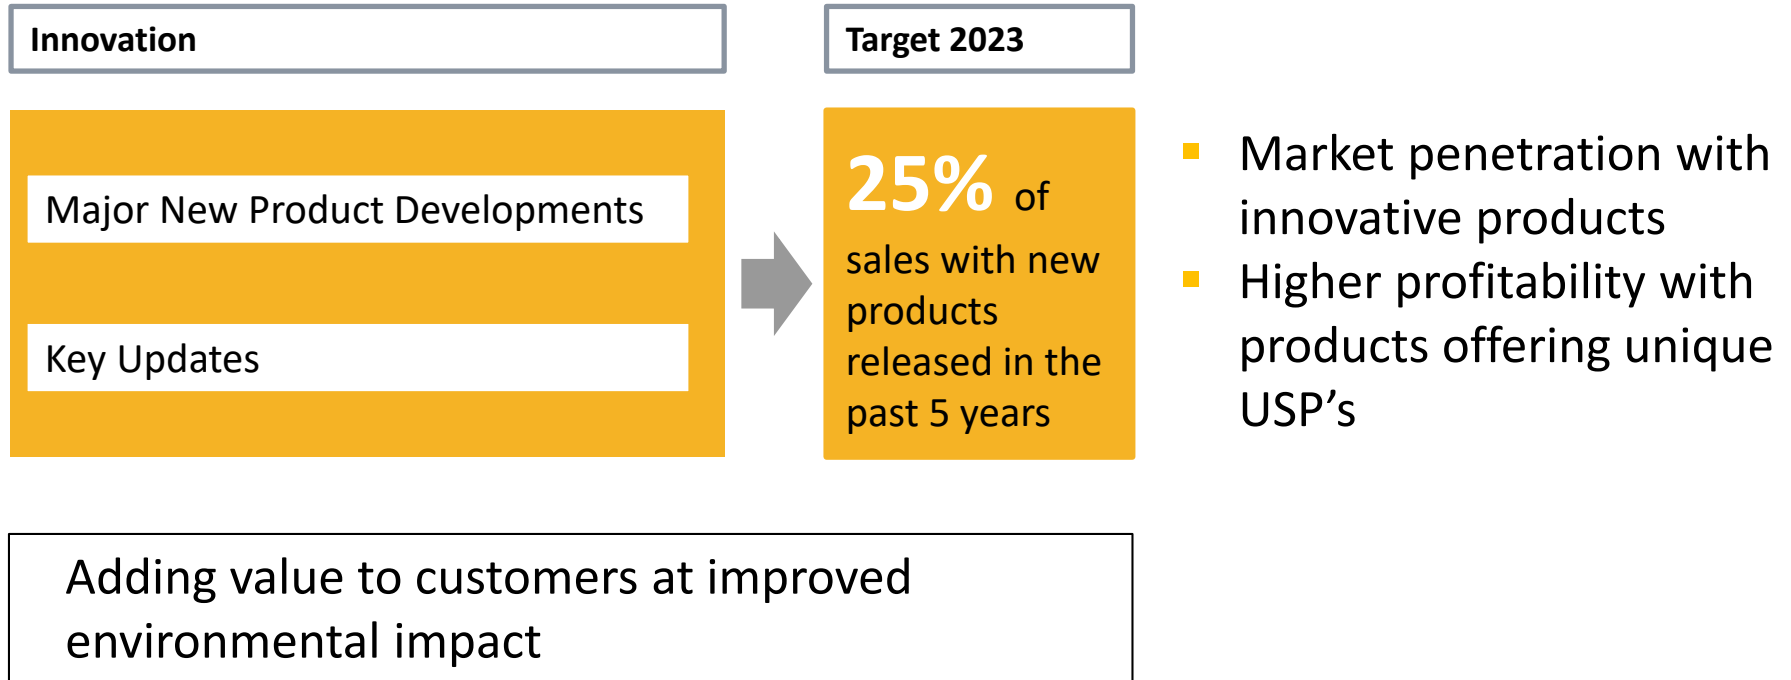 Innovation
Target 2023
Major New Product Developments
Key Updates
25% of
sales with new
products
released in the
past 5 years
Market penetration with
innovative products
Higher profitability with
products offering unique
USP’s
Adding value to customers at improved
environmental impact